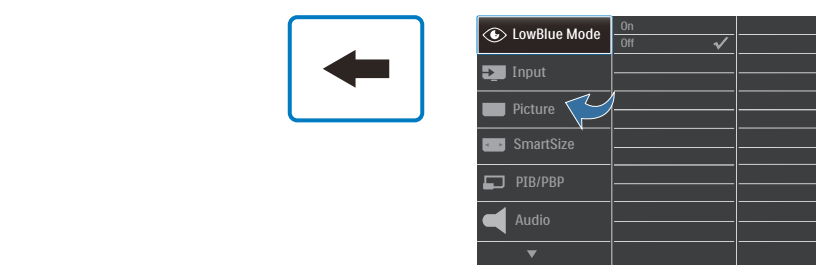 LowBlue Mode
On
Off
Input
Picture
SmartSize
PIB/PBP
Audio